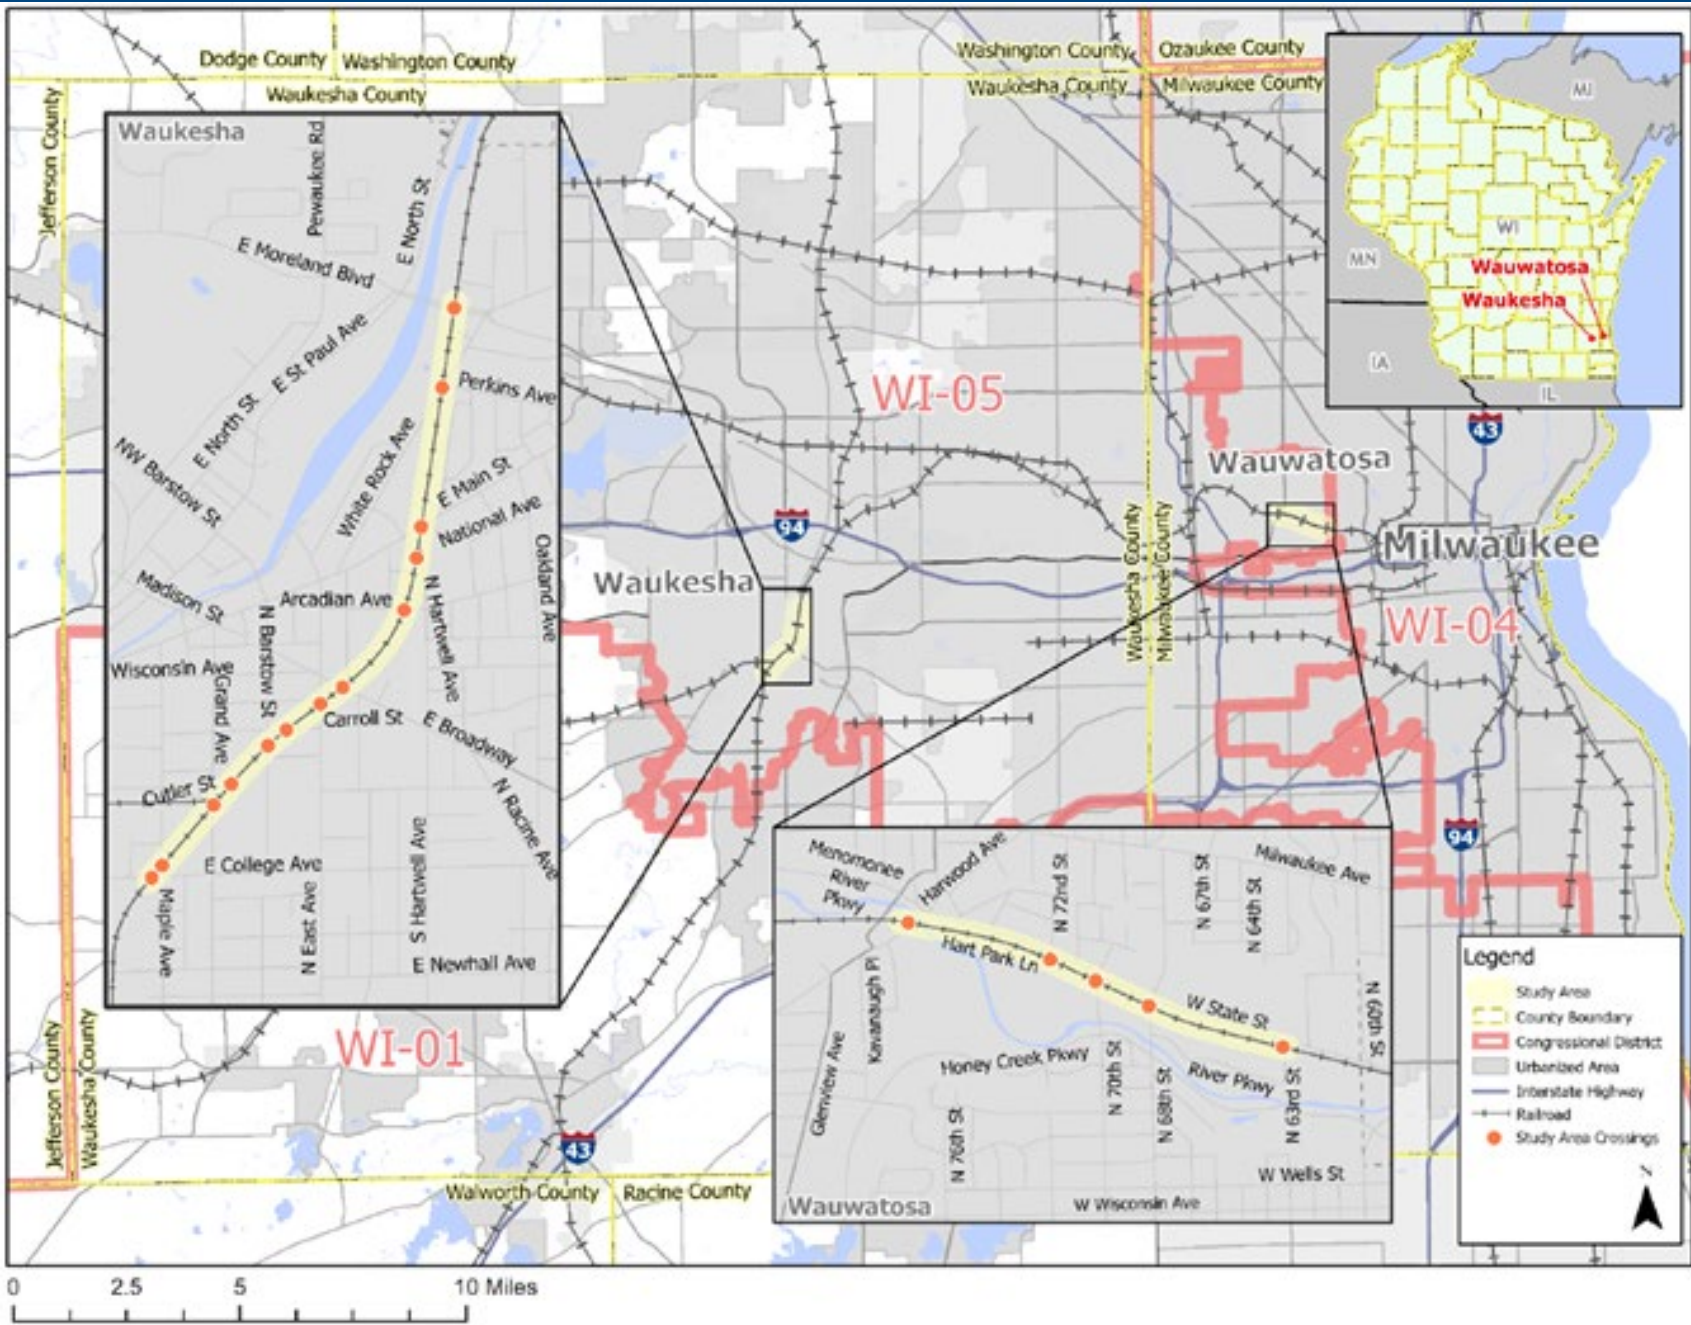 Dodge County
Washington County
Waukesha County
Jefferson County
Washington County
Ozaukee County
Waukesha County
Milwaukee County
Waukesha
Pewaukee Rd
E North St
E Moreland Blvd
E St Paul Ave
Perkins Ave
E North St
NW Barstow St
White Rock Ave
E Main St
National Ave
Oakland Ave
Madison St
Arcadian Ave
N Barstow St
N Hartwell Ave
Wisconsin Ave
Grand Ave
Carroll St
E Broadway
Cutler St
N Racine Ave
E College Ave
S Hartwell Ave
Maple Ave
N East Ave
E Newhall Ave
MI
WI
MN
Wauwatosa
Waukesha
IA
IL
WI-05
43
Wauwatosa
94
Milwaukee
Waukesha
Waukesha County
Milwaukee County
WI-04
94
Menomonee
River
Pkwy
Harwood Ave
N 72nd St
N 67th St
N 64th St
Milwaukee Ave
Hart Park Ln
Kavanaugh Pl
W State St
N 60th St
Glenview Ave
Honey Creek Pkwy
N 70th St
River Pkwy
N 68th St
N 63rd St
N 76th St
W Wells St
W Wisconsin Ave
Wauwatosa
WI-01
Jefferson County
Waukesha County
43
Walworth County
Racine County
Legend
Study Area
County Boundary
Congressional District
Urbanized Area
Interstate Highway
Railroad
Study Area Crossings
0 2.5 5 10 Miles